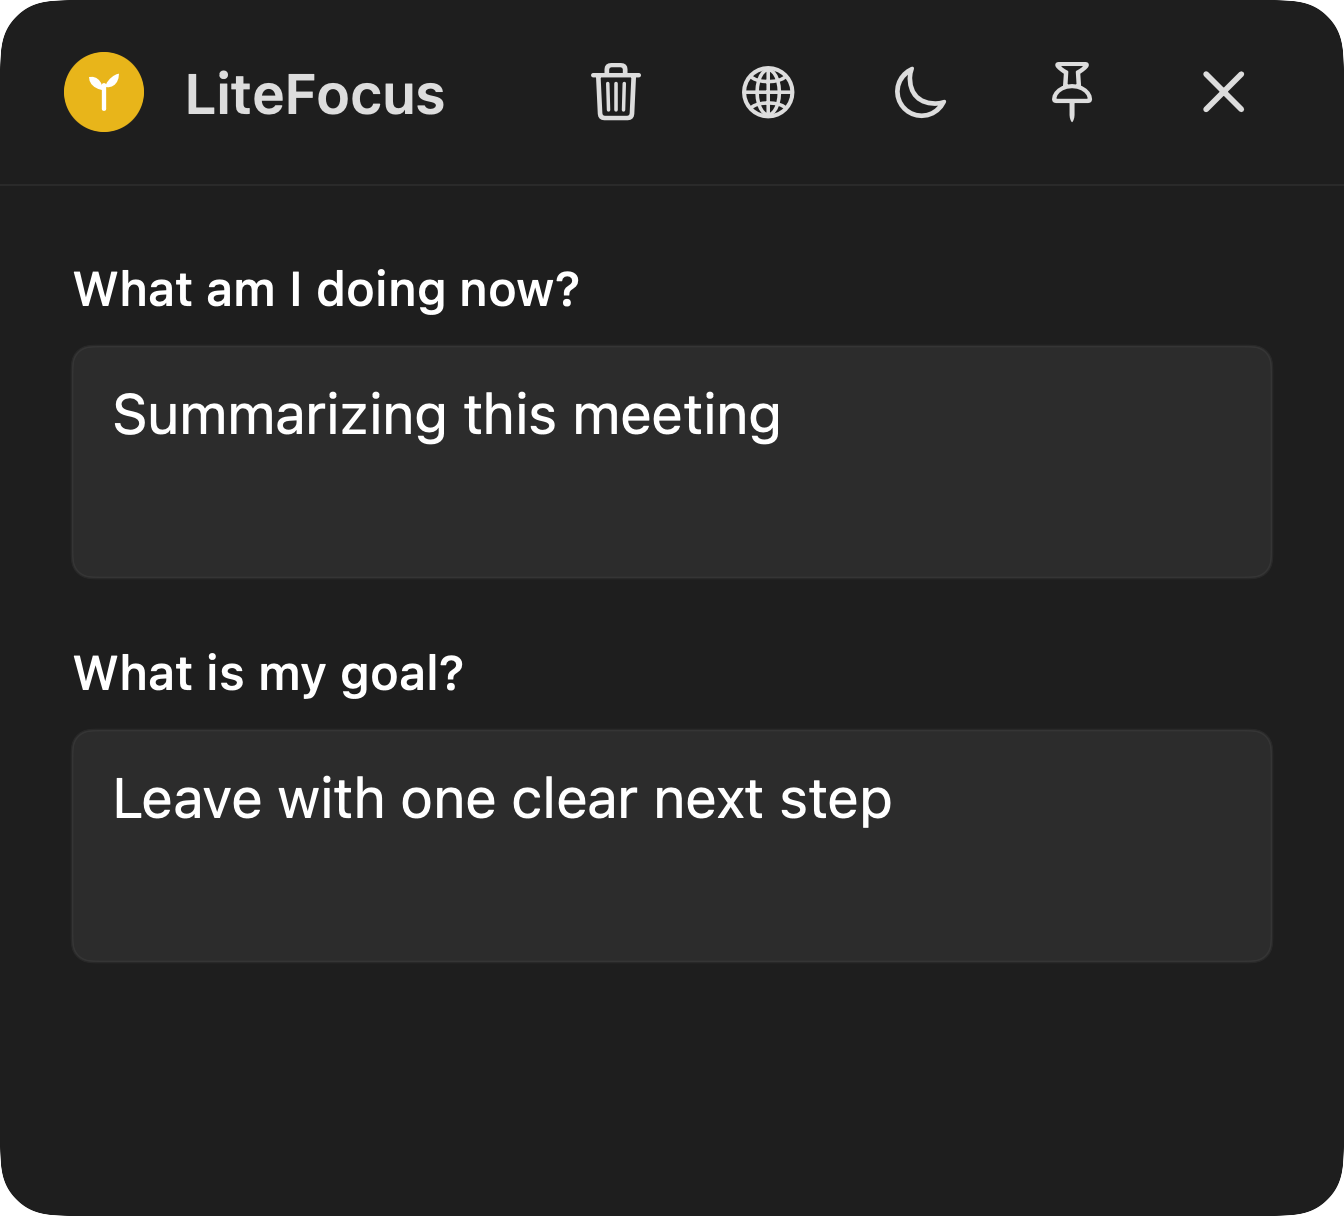 LiteFocus
What am I doing now?
Summarizing this meeting
What is my goal?
Leave with one clear next step